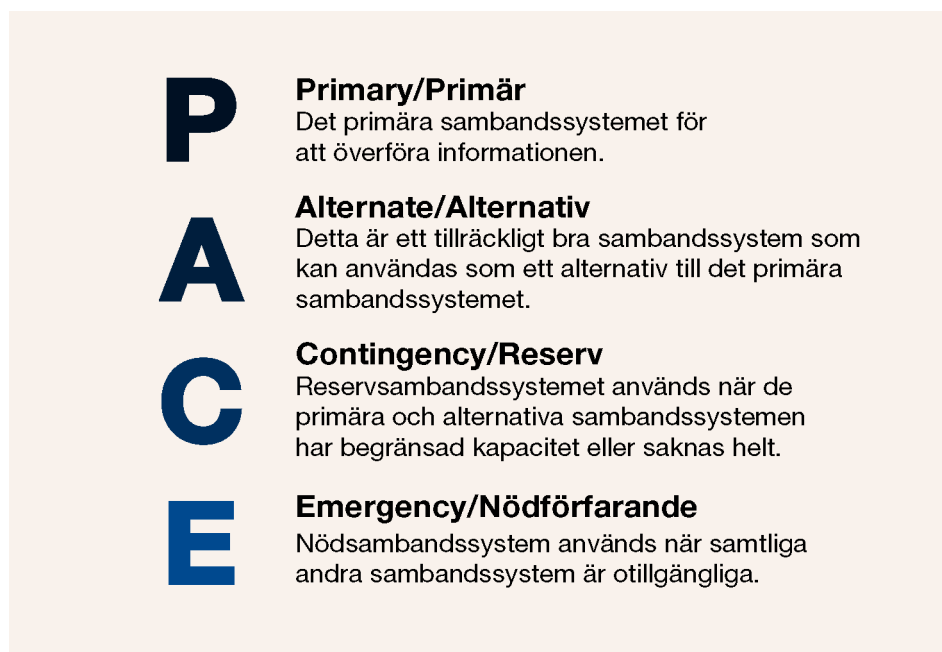 P
Primary/Primär
Det primära sambandssystemet för
att överföra informationen.
A
Alternate/Alternativ
Detta är ett tillräckligt bra sambandssystem som
kan användas som ett alternativ till det primära
sambandssystemet.
C
Contingency/Reserv
Reservsambandssystemet används när de
primära och alternativa sambandssystemen
har begränsad kapacitet eller saknas helt.
E
Emergency/Nödförfarande
Nödsambandssystem används när samtliga
andra sambandssystem är otillgängliga.